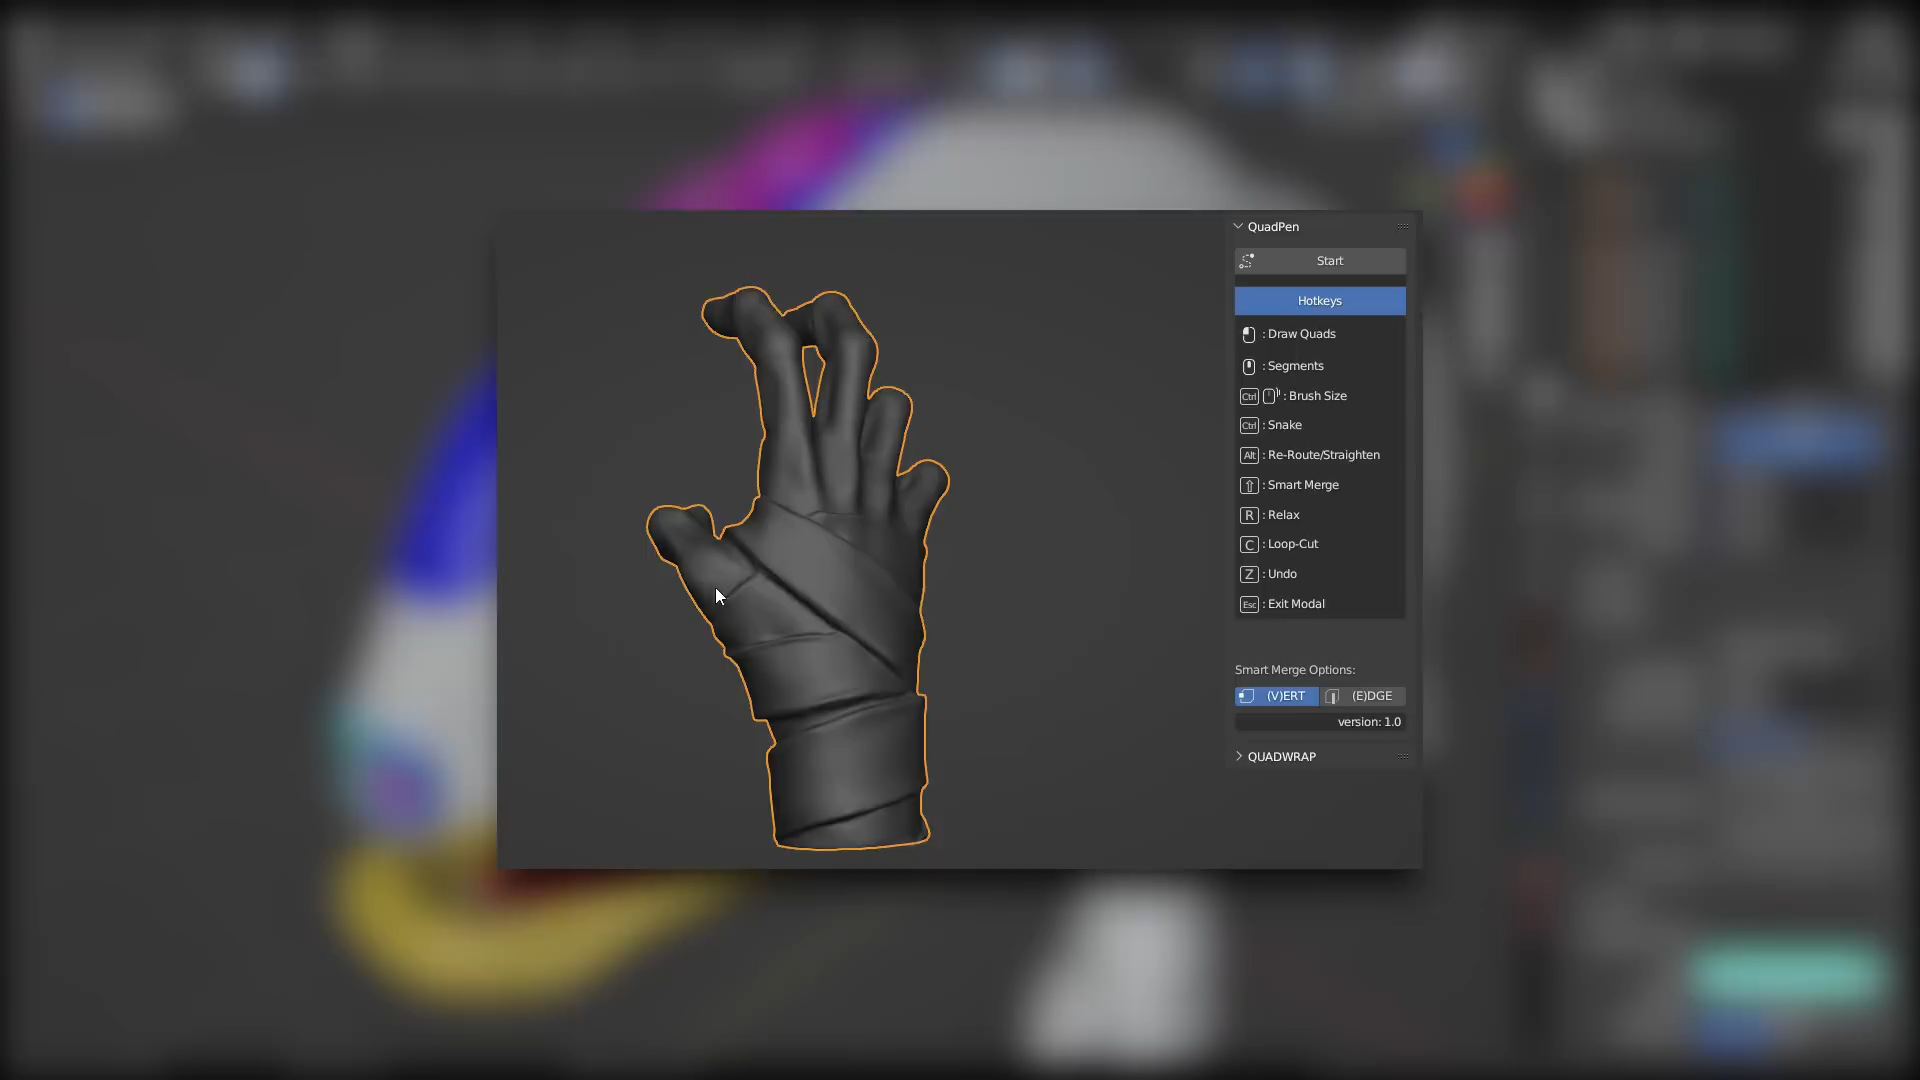 QuadPen
Start
Hotkeys
: Draw Quads
: Segments
Ctrl : Brush Size
Ctrl : Snake
Alt : Re-Route/Straighten
: Smart Merge
R : Relax
C : Loop-Cut
Z : Undo
Esc : Exit Modal
Smart Merge Options:
(V)ERT (E)DGE
version: 1.0
QUADWRAP